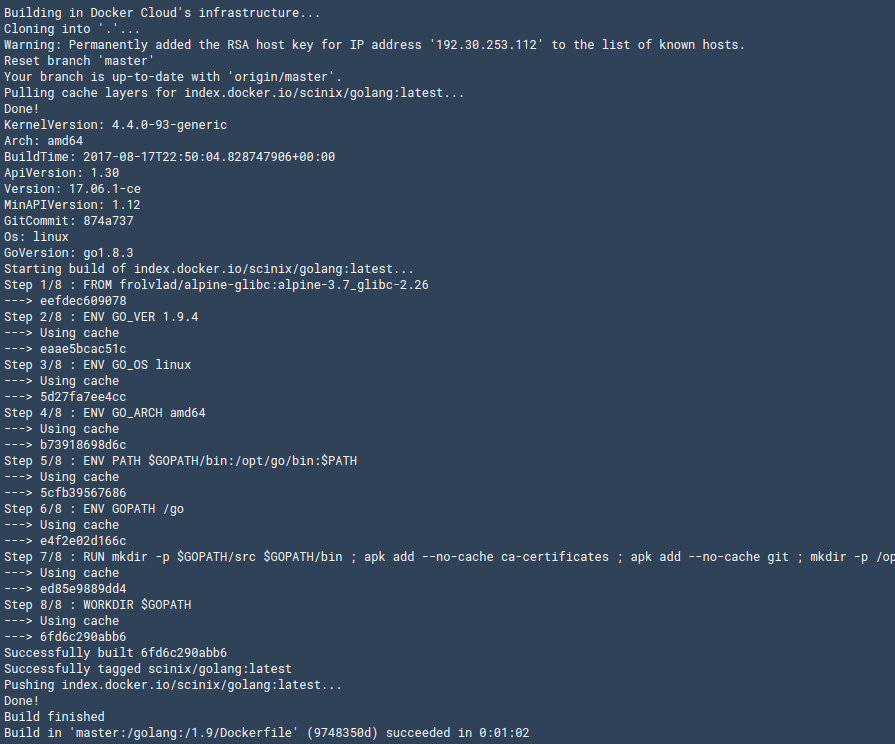 Building in Docker Cloud's infrastructure...
Cloning into '.'...
Warning: Permanently added the RSA host key for IP address '192.30.253.112' to the list of known hosts.
Reset branch 'master'
Your branch is up-to-date with 'origin/master'.
Pulling cache layers for index.docker.io/scinix/golang:latest...
Done!
KernelVersion: 4.4.0-93-generic
Arch: amd64
BuildTime: 2017-08-17T22:50:04.828747906+00:00
ApiVersion: 1.30
Version: 17.06.1-ce
MinAPIVersion: 1.12
GitCommit: 874a737
Os: linux
GoVersion: go1.8.3
Starting build of index.docker.io/scinix/golang:latest...
Step 1/8 : FROM frolvlad/alpine-glibc:alpine-3.7_glibc-2.26
---> eefdec609078
Step 2/8 : ENV GO_VER 1.9.4
---> Using cache
---> eaae5bcac51c
Step 3/8 : ENV GO_OS linux
---> Using cache
---> 5d27fa7ee4cc
Step 4/8 : ENV GO_ARCH amd64
---> Using cache
---> b73918698d6c
Step 5/8 : ENV PATH $GOPATH/bin:/opt/go/bin:$PATH
---> Using cache
---> 5cfb39567686
Step 6/8 : ENV GOPATH /go
---> Using cache
---> e4f2e02d166c
Step 7/8 : RUN mkdir -p $GOPATH/src $GOPATH/bin ; apk add --no-cache ca-certificates ; apk add --no-cache git ; mkdir -p /op
---> Using cache
---> ed85e9889dd4
Step 8/8 : WORKDIR $GOPATH
---> Using cache
---> 6fd6c290abb6
Successfully built 6fd6c290abb6
Successfully tagged scinix/golang:latest
Pushing index.docker.io/scinix/golang:latest...
Done!
Build finished
Build in 'master:/golang:/1.9/Dockerfile' (9748350d) succeeded in 0:01:02